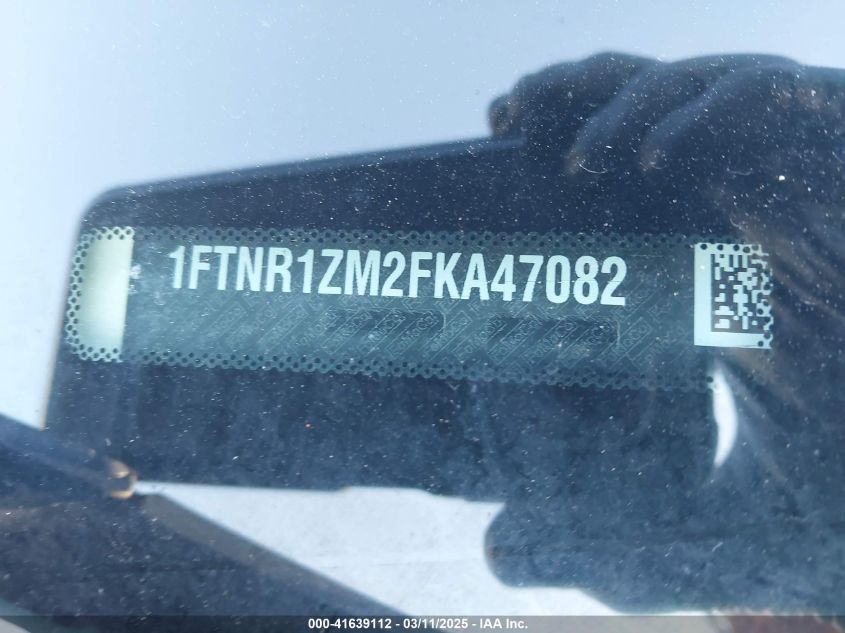 1FTNR1ZM2FKA47082
000-41639112 - 03/11/2025 - IAA Inc.